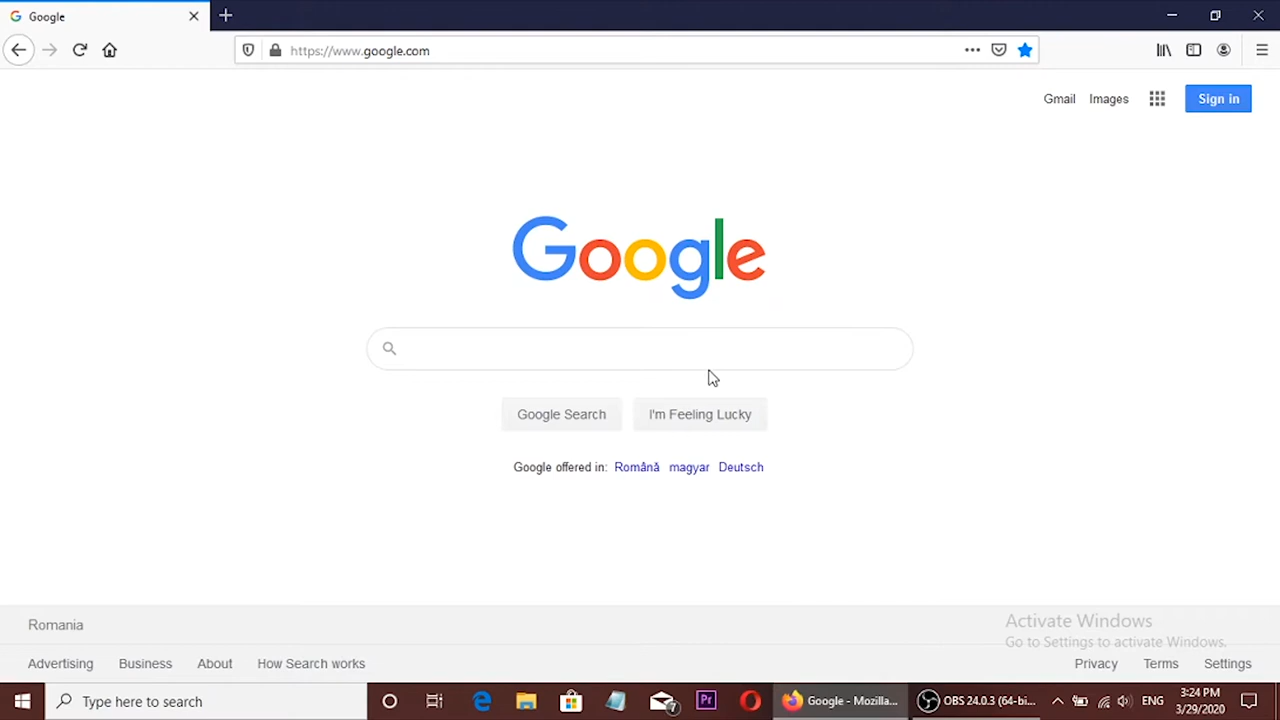 Google
https://www.google.com
Gmail Images Sign in
Google
Google Search I'm Feeling Lucky
Google offered in: Română magyar Deutsch
Romania
Activate Windows
Go to Settings to activate Windows.
Advertising Business About How Search works Privacy Terms Settings
Type here to search
7
Pr
Google - Mozilla...
OBS 24.0.3 (64-bi...
ENG
3:24 PM
3/29/2020